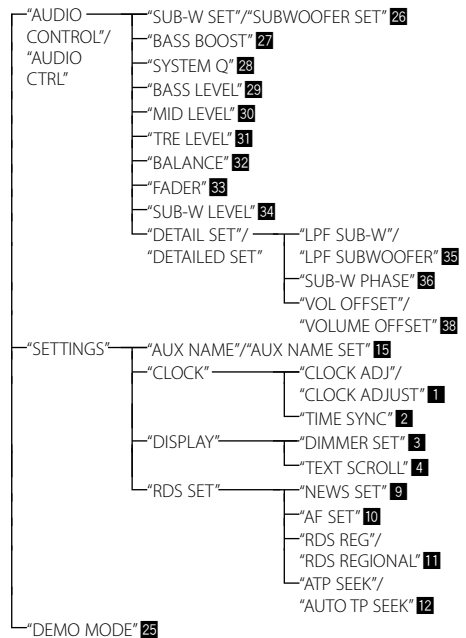 “AUDIO
CONTROL”/
“AUDIO
CTRL”
“SUB-W SET”/“SUBWOOFER SET” 26
“BASS BOOST” 27
“SYSTEM Q” 28
“BASS LEVEL” 29
“MID LEVEL” 30
“TRE LEVEL” 31
“BALANCE” 32
“FADER” 33
“SUB-W LEVEL” 34
“DETAIL SET”/
“DETAILED SET”
“LPF SUB-W”/
“LPF SUBWOOFER” 35
“SUB-W PHASE” 36
“VOL OFFSET”/
“VOLUME OFFSET” 38
“SETTINGS”
“AUX NAME”/“AUX NAME SET” 15
“CLOCK”
“CLOCK ADJ”/
“CLOCK ADJUST” 1
“TIME SYNC” 2
“DISPLAY”
“DIMMER SET” 3
“TEXT SCROLL” 4
“RDS SET”
“NEWS SET” 9
“AF SET” 10
“RDS REG”/
“RDS REGIONAL” 11
“ATP SEEK”/
“AUTO TP SEEK” 12
“DEMO MODE” 25